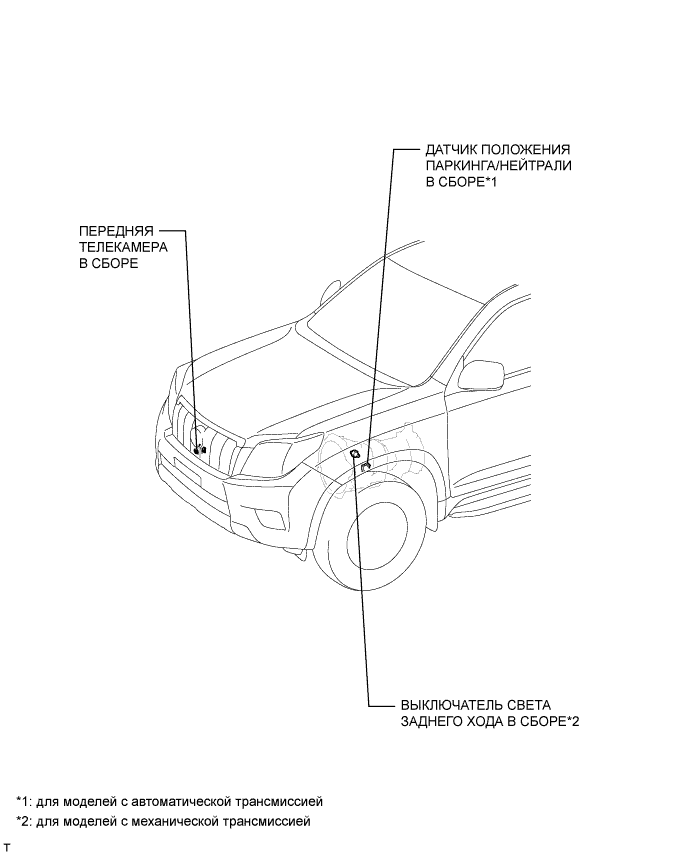 ДАТЧИК ПОЛОЖЕНИЯ
ПАРКИНГА/НЕЙТРАЛИ
В СБОРЕ*1
ПЕРЕДНЯЯ
ТЕЛЕКАМЕРА
В СБОРЕ
ВЫКЛЮЧАТЕЛЬ СВЕТА
ЗАДНЕГО ХОДА В СБОРЕ*2
*1: для моделей с автоматической трансмиссией
*2: для моделей с механической трансмиссией
T